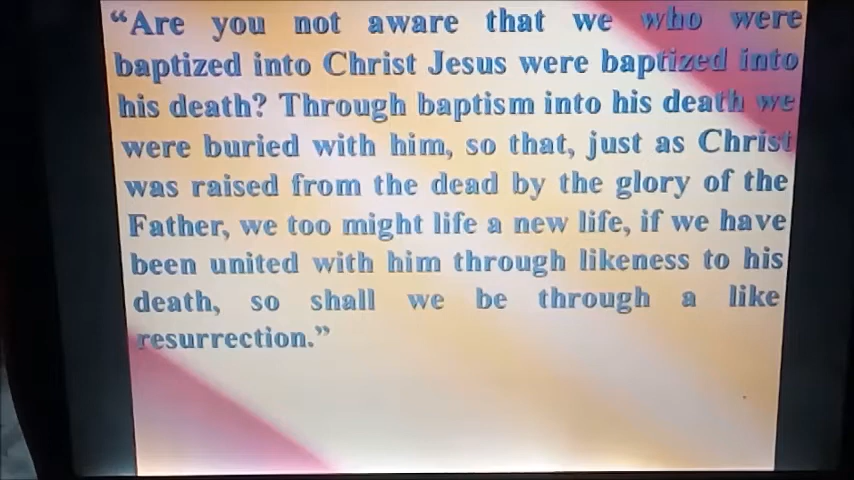 “Are you not aware that we who were
baptized into Christ Jesus were baptized into
his death? Through baptism into his death we
were buried with him, so that, just as Christ
was raised from the dead by the glory of the
Father, we too might life a new life, if we have
been united with him through likeness to his
death, so shall we be through a like
resurrection.”